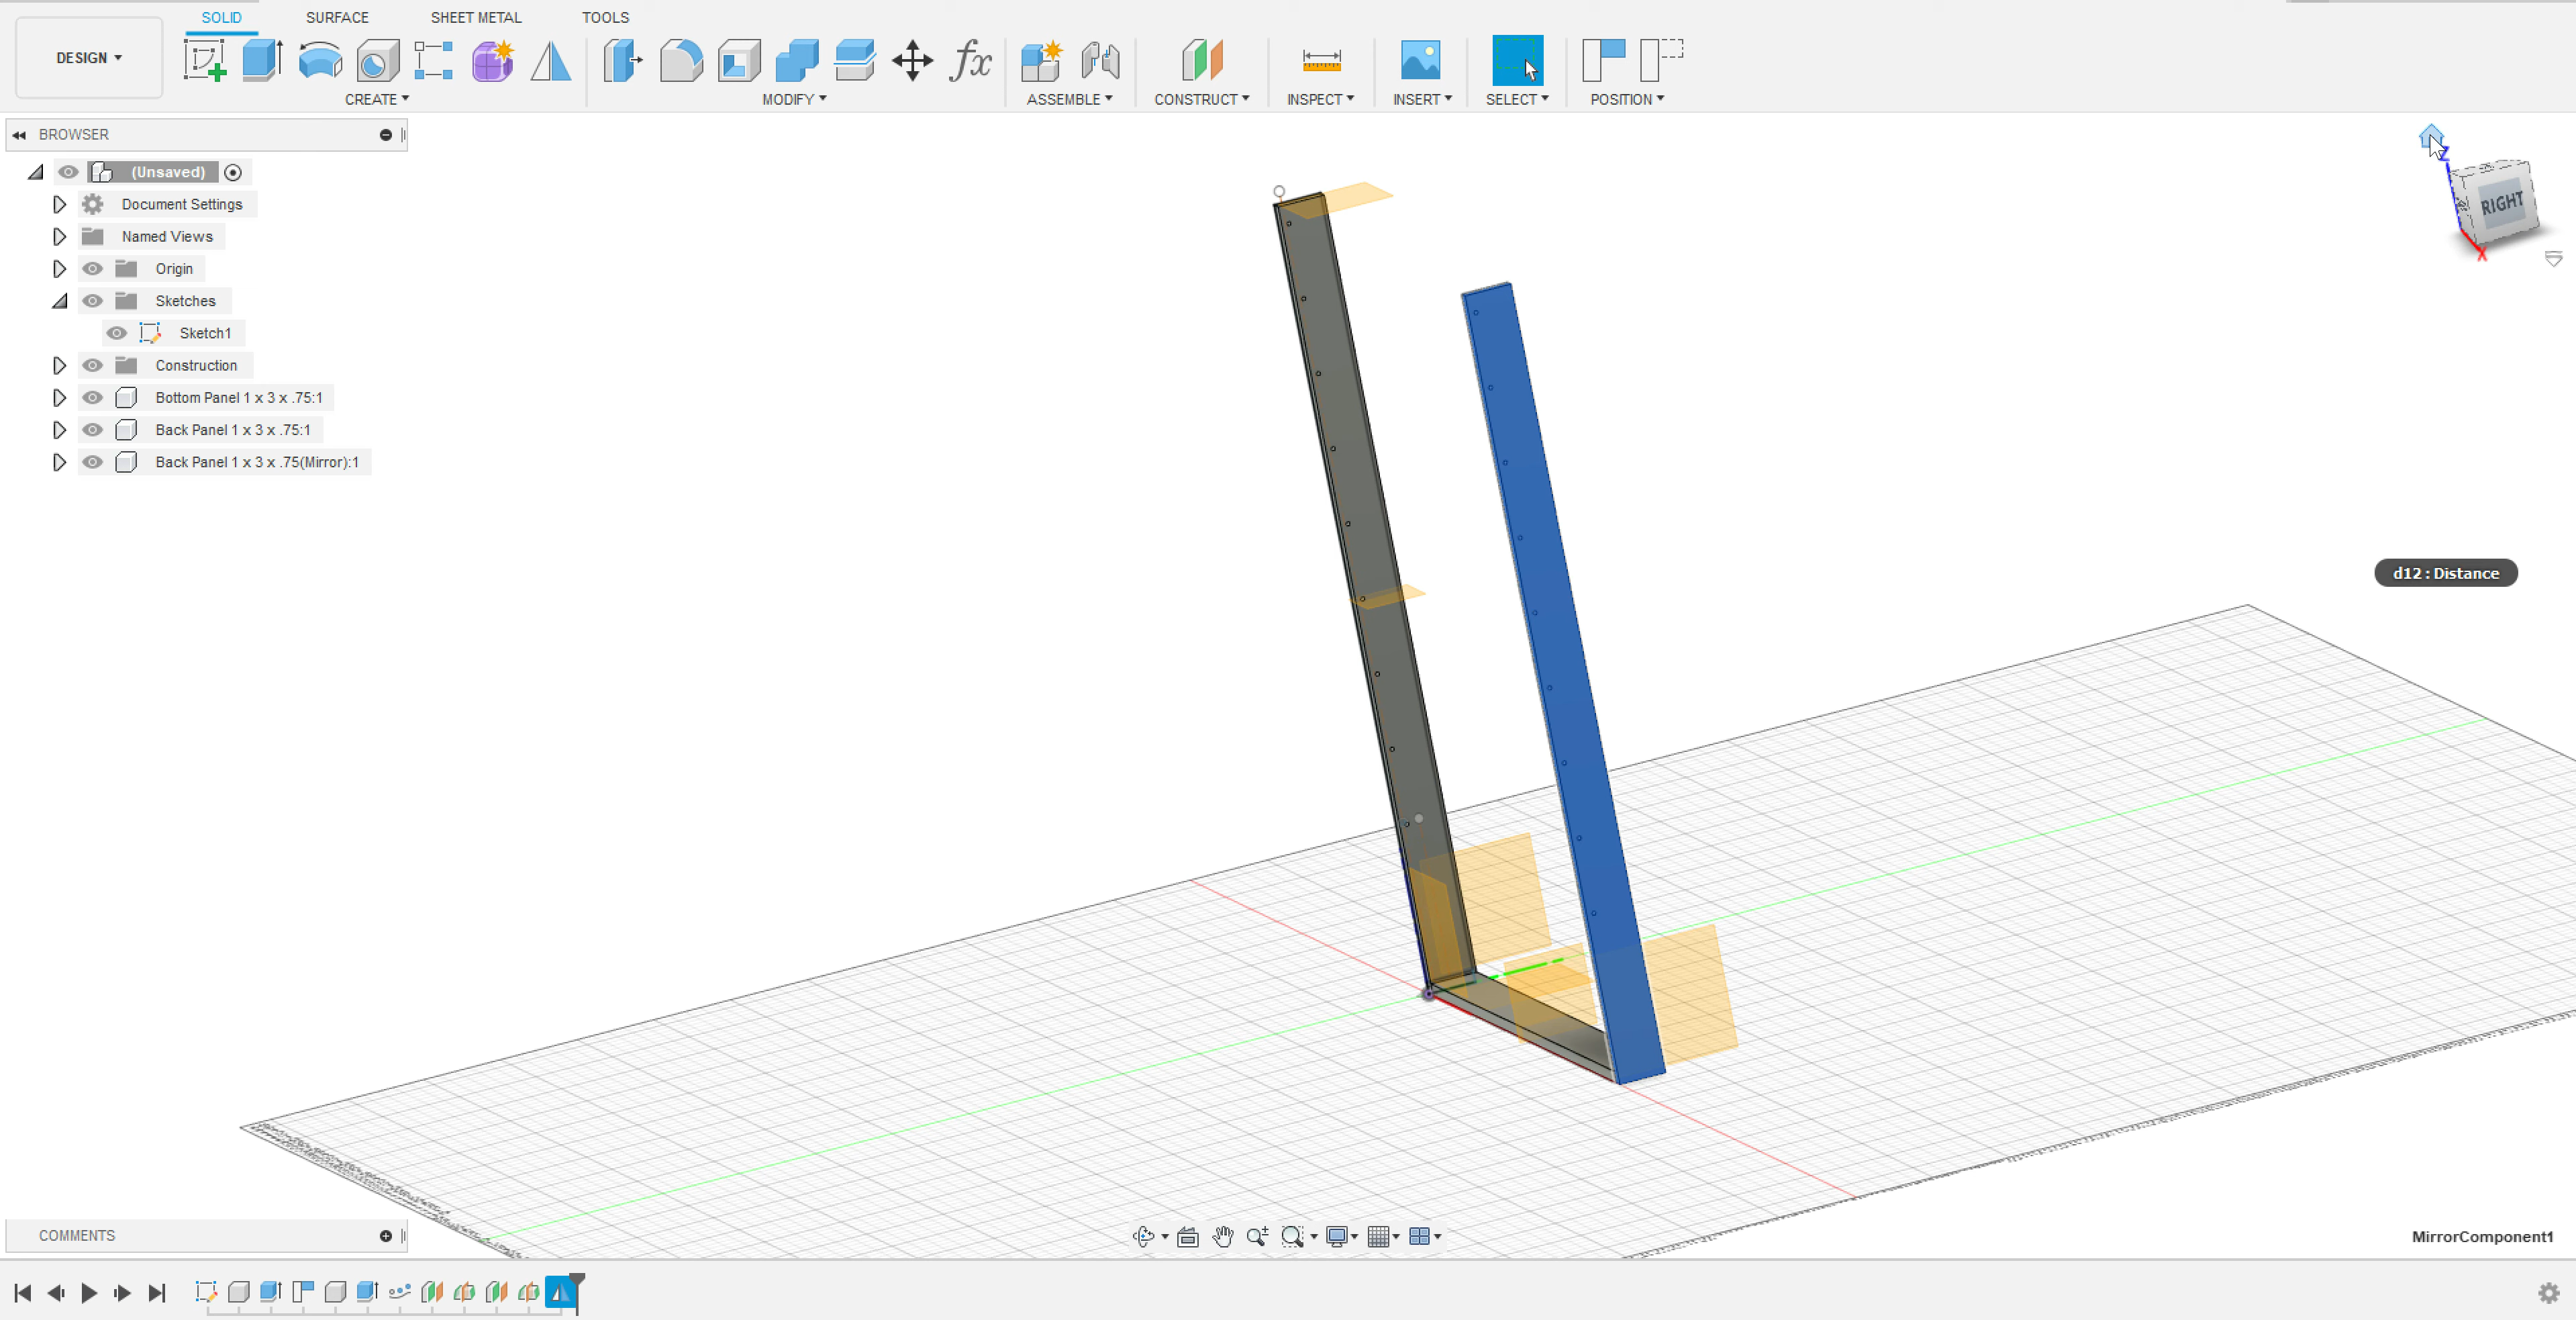 SOLID SURFACE SHEET METAL TOOLS
DESIGN
CREATE MODIFY ASSEMBLE CONSTRUCT INSPECT INSERT SELECT POSITION
BROWSER
(Unsaved)
Document Settings
Named Views
Origin
Sketches
Sketch1
Construction
Bottom Panel 1 x 3 x .75:1
Back Panel 1 x 3 x .75:1
Back Panel 1 x 3 x .75(Mirror):1
Z
RIGHT
X
d12 : Distance
COMMENTS
MirrorComponent1